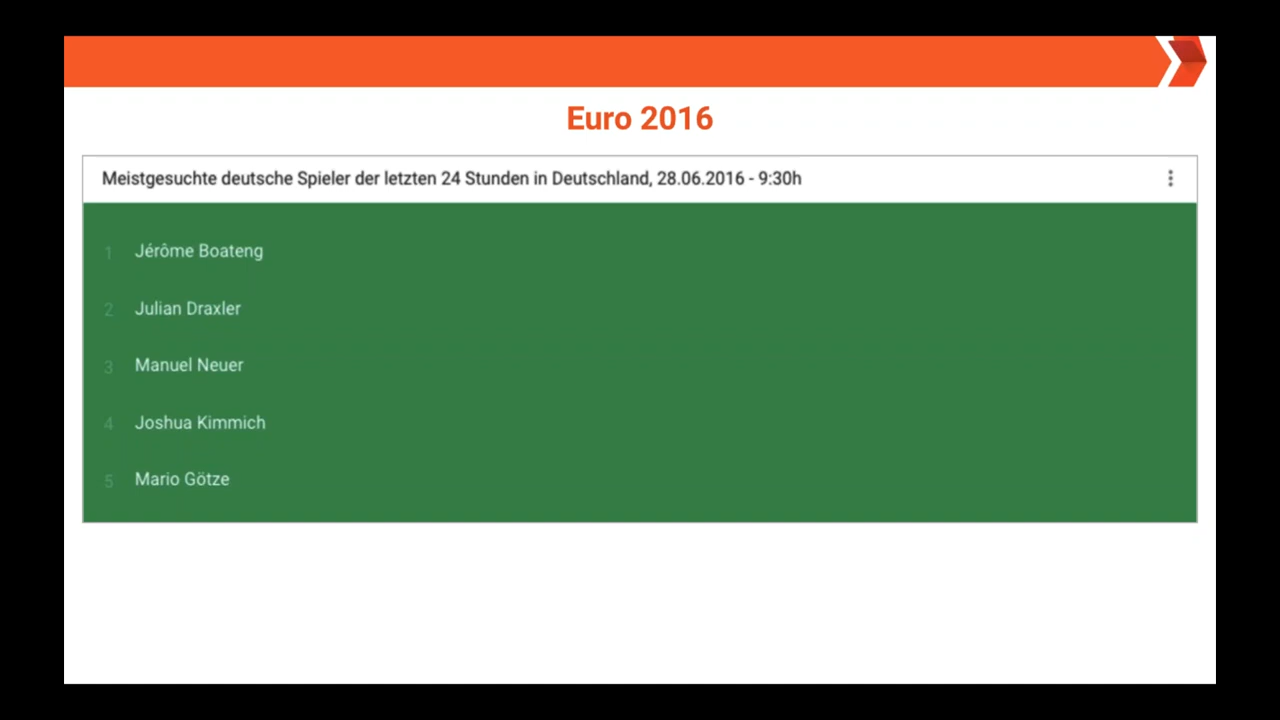 Euro 2016
Meistgesuchte deutsche Spieler der letzten 24 Stunden in Deutschland, 28.06.2016 - 9:30h
1 Jérôme Boateng
2 Julian Draxler
3 Manuel Neuer
4 Joshua Kimmich
5 Mario Götze